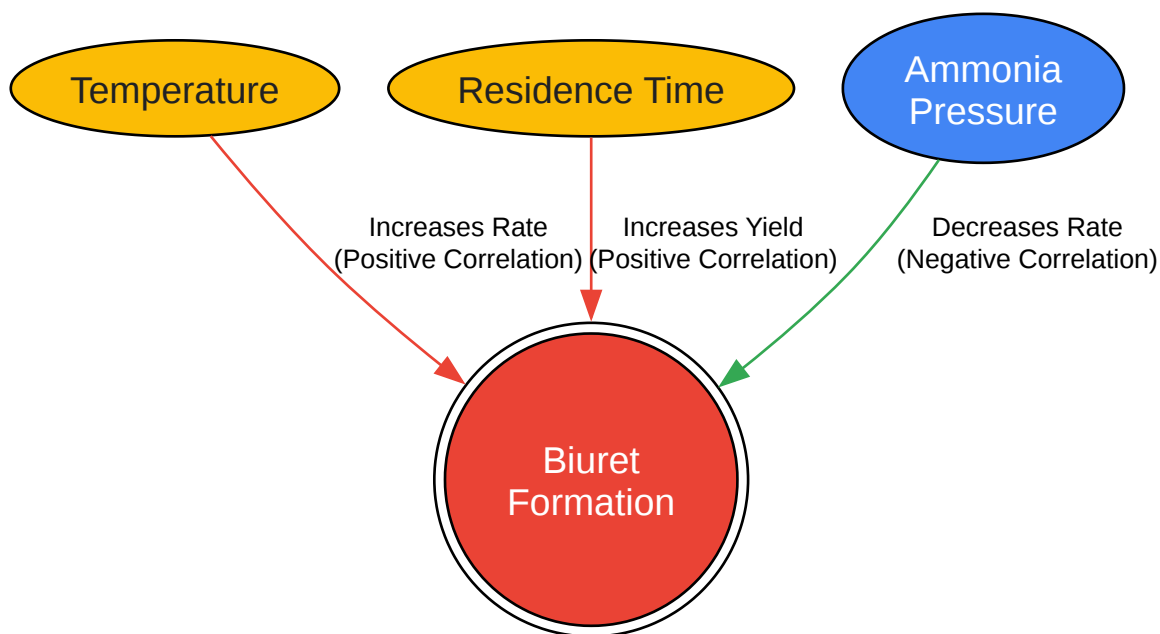 Temperature
Residence Time
Ammonia
Pressure
Increases Rate
(Positive Correlation)
Increases Yield
(Positive Correlation)
Decreases Rate
(Negative Correlation)
Biuret
Formation